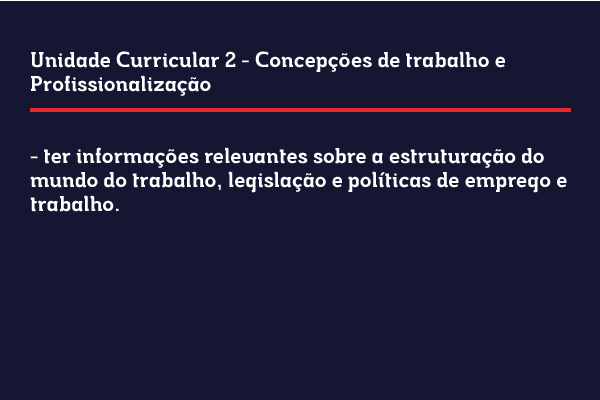 Unidade Curricular 2 - Concepções de trabalho e
Profissionalização
- ter informações relevantes sobre a estruturação do
mundo do trabalho, legislação e políticas de emprego e
trabalho.